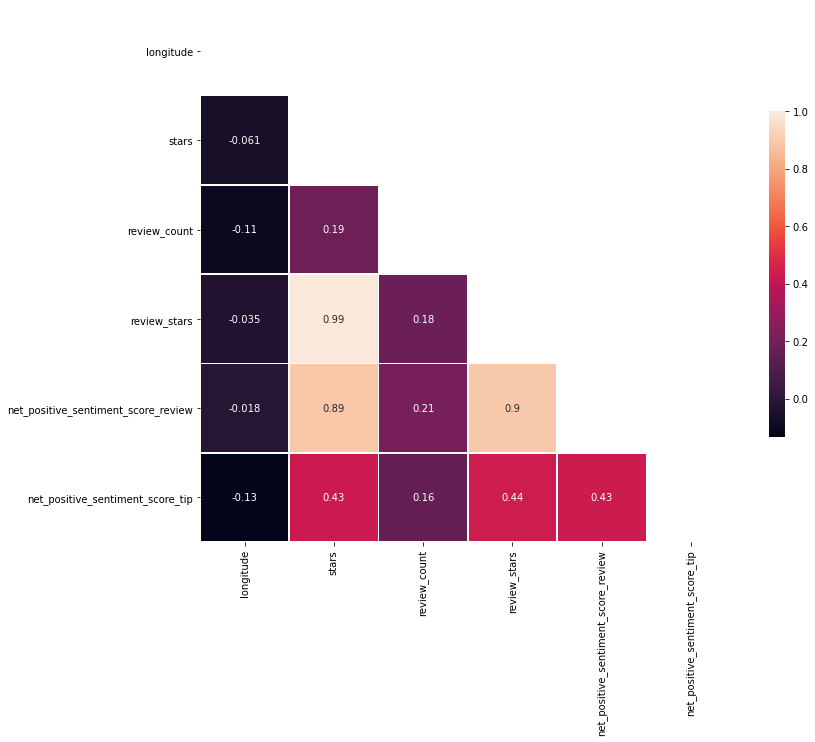 longitude
stars
-0.061
review_count
-0.11 0.19
review_stars
-0.035 0.99 0.18
net_positive_sentiment_score_review
-0.018 0.89 0.21 0.9
net_positive_sentiment_score_tip
-0.13 0.43 0.16 0.44 0.43
longitude
stars
review_count
review_stars
net_positive_sentiment_score_review
net_positive_sentiment_score_tip
1.0
0.8
0.6
0.4
0.2
0.0